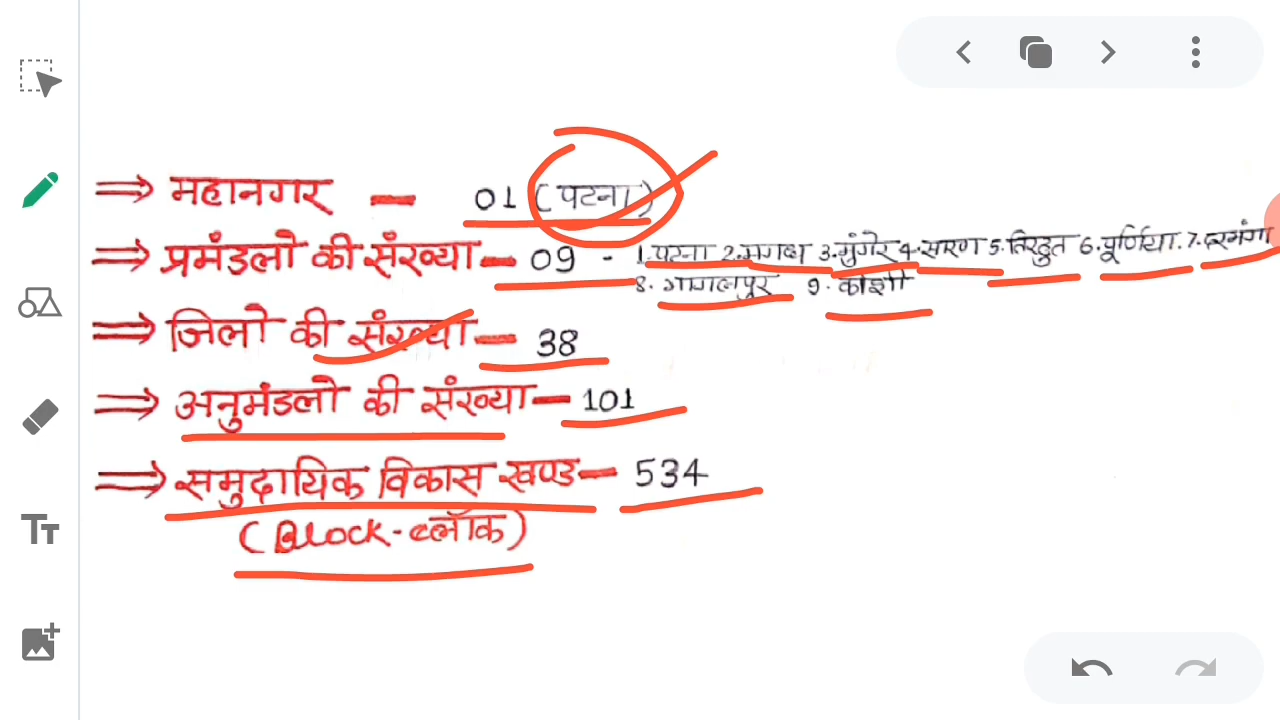 ⇒ महानगर — 01 (पटना)
⇒ प्रमंडलो की संख्या — 09 - 1. पटना 2. मगध 3. मुंगेर 4. सारण 5. तिरहुत 6. पूर्णिया 7. दरभंगा
8. भागलपुर 9. कोशी
⇒ जिलो की संख्या — 38
⇒ अनुमंडलो की संख्या — 101
⇒ समुदायिक विकास खण्ड — 534
(Block-ब्लॉक)
Tт